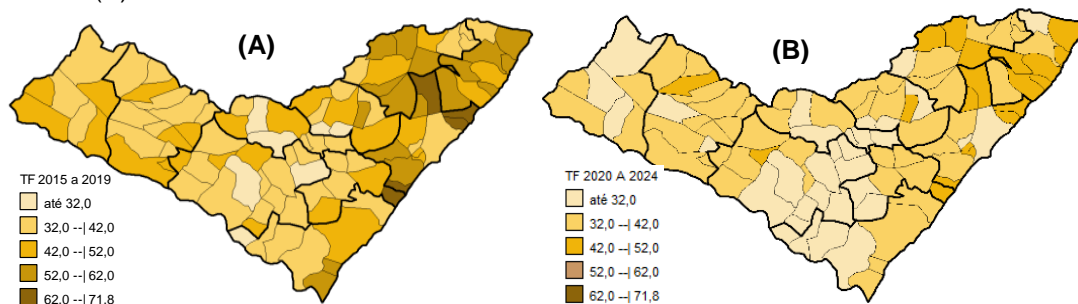 (A)
(B)
TF 2015 a 2019
até 32,0
32,0 --| 42,0
42,0 --| 52,0
52,0 --| 62,0
62,0 --| 71,8
TF 2020 A 2024
até 32,0
32,0 --| 42,0
42,0 --| 52,0
52,0 --| 62,0
62,0 --| 71,8